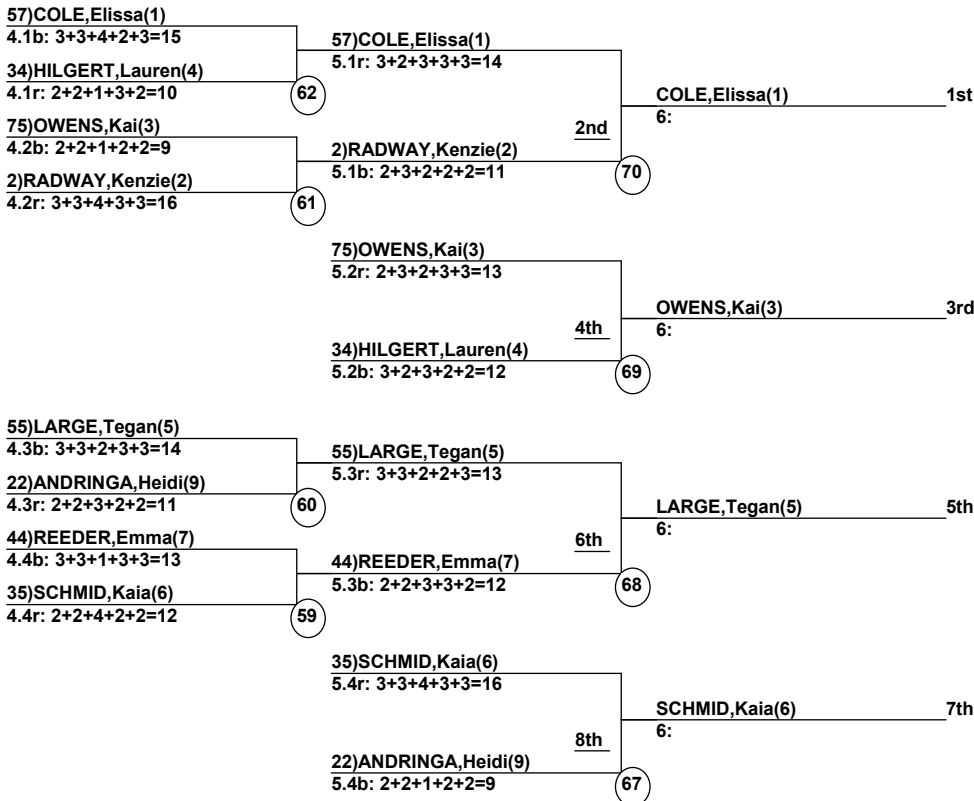 57)COLE,Elissa(1)
4.1b: 3+3+4+2+3=15
34)HILGERT,Lauren(4)
4.1r: 2+2+1+3+2=10
62
75)OWENS,Kai(3)
4.2b: 2+2+1+2+2=9
2)RADWAY,Kenzie(2)
4.2r: 3+3+4+3+3=16
61
57)COLE,Elissa(1)
5.1r: 3+2+3+3+3=14
2nd
2)RADWAY,Kenzie(2)
5.1b: 2+3+2+2+2=11
70
COLE,Elissa(1) 1st
6:
75)OWENS,Kai(3)
5.2r: 2+3+2+3+3=13
4th
34)HILGERT,Lauren(4)
5.2b: 3+2+3+2+2=12
69
OWENS,Kai(3) 3rd
6:
55)LARGE,Tegan(5)
4.3b: 3+3+2+3+3=14
22)ANDRINGA,Heidi(9)
4.3r: 2+2+3+2+2=11
60
44)REEDER,Emma(7)
4.4b: 3+3+1+3+3=13
35)SCHMID,Kaia(6)
4.4r: 2+2+4+2+2=12
59
55)LARGE,Tegan(5)
5.3r: 3+3+2+2+3=13
6th
44)REEDER,Emma(7)
5.3b: 2+2+3+3+2=12
68
LARGE,Tegan(5) 5th
6:
35)SCHMID,Kaia(6)
5.4r: 3+3+4+3+3=16
8th
22)ANDRINGA,Heidi(9)
5.4b: 2+2+1+2+2=9
67
SCHMID,Kaia(6) 7th
6: